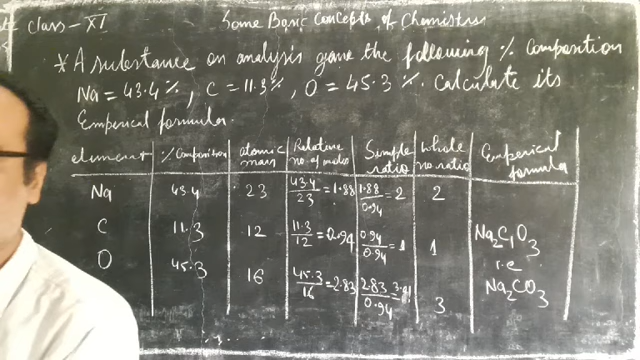 Class - XI Some Basic Concepts of Chemistry
* A substance on analysis gave the following % Composition
Na = 43.4 %, C = 11.3 %, O = 45.3 %. Calculate its
Emperical formula.
element % Composition atomic mass Relative no. of moles Simple ratio Whole no ratio Emperical formula
Na 43.4 23 43.4/23 = 1.88 1.88/0.94 = 2 2
C 11.3 12 11.3/12 = 0.94 0.94/0.94 = 1 1 Na2C1O3
i.e
O 45.3 16 45.3/16 = 2.83 2.83/0.94 3 Na2CO3